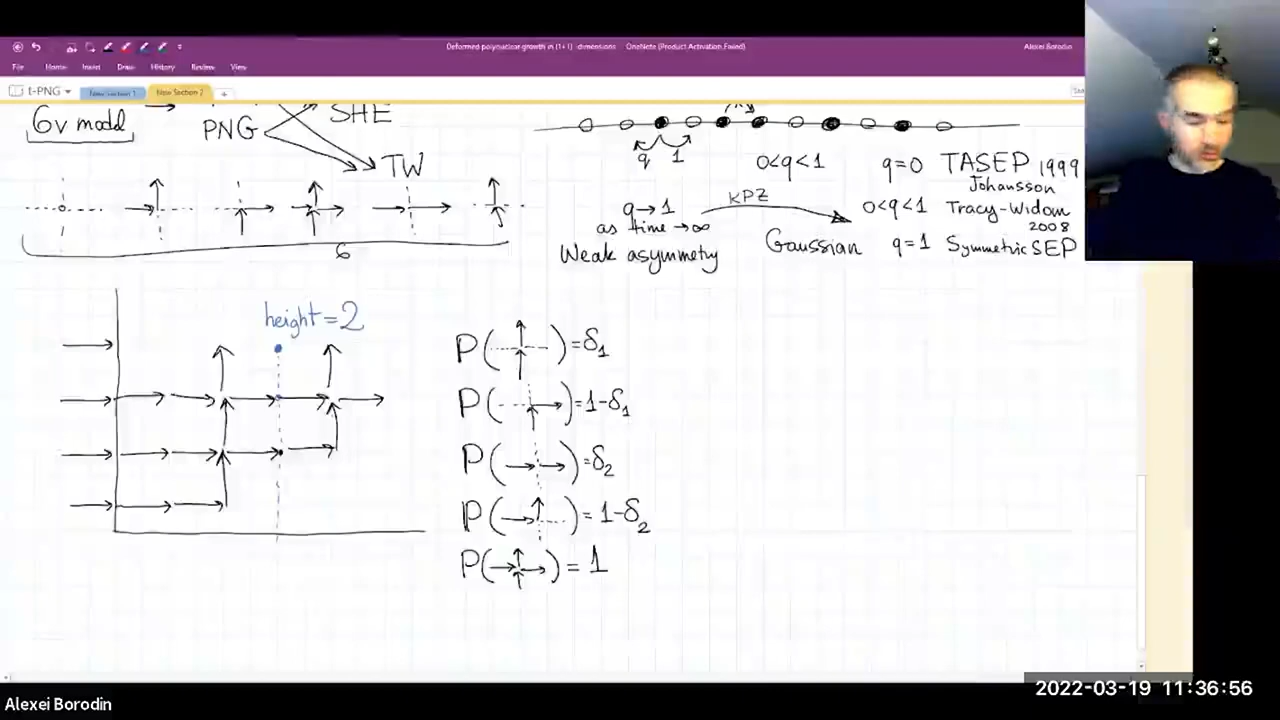 Deformed polynuclear growth in (1+1) -dimensions - OneNote (Product Activation Failed)
Alexei Borodin
File Home Insert Draw History Review View
t-PNG New Section 1 New Section 2 +
6v model → PNG SHE
TW
6
q 1
0<q<1 q=0 TASEP 1999
Johansson
q→1 KPZ 0<q<1 Tracy-Widom
2008
as time →∞ Gaussian q=1 Symmetric SEP
Weak asymmetry
height=2
P( ) = δ₁
P( ) = 1-δ₁
P( ) = δ₂
P( ) = 1-δ₂
P( ) = 1
2022-03-19 11:36:56
Alexei Borodin